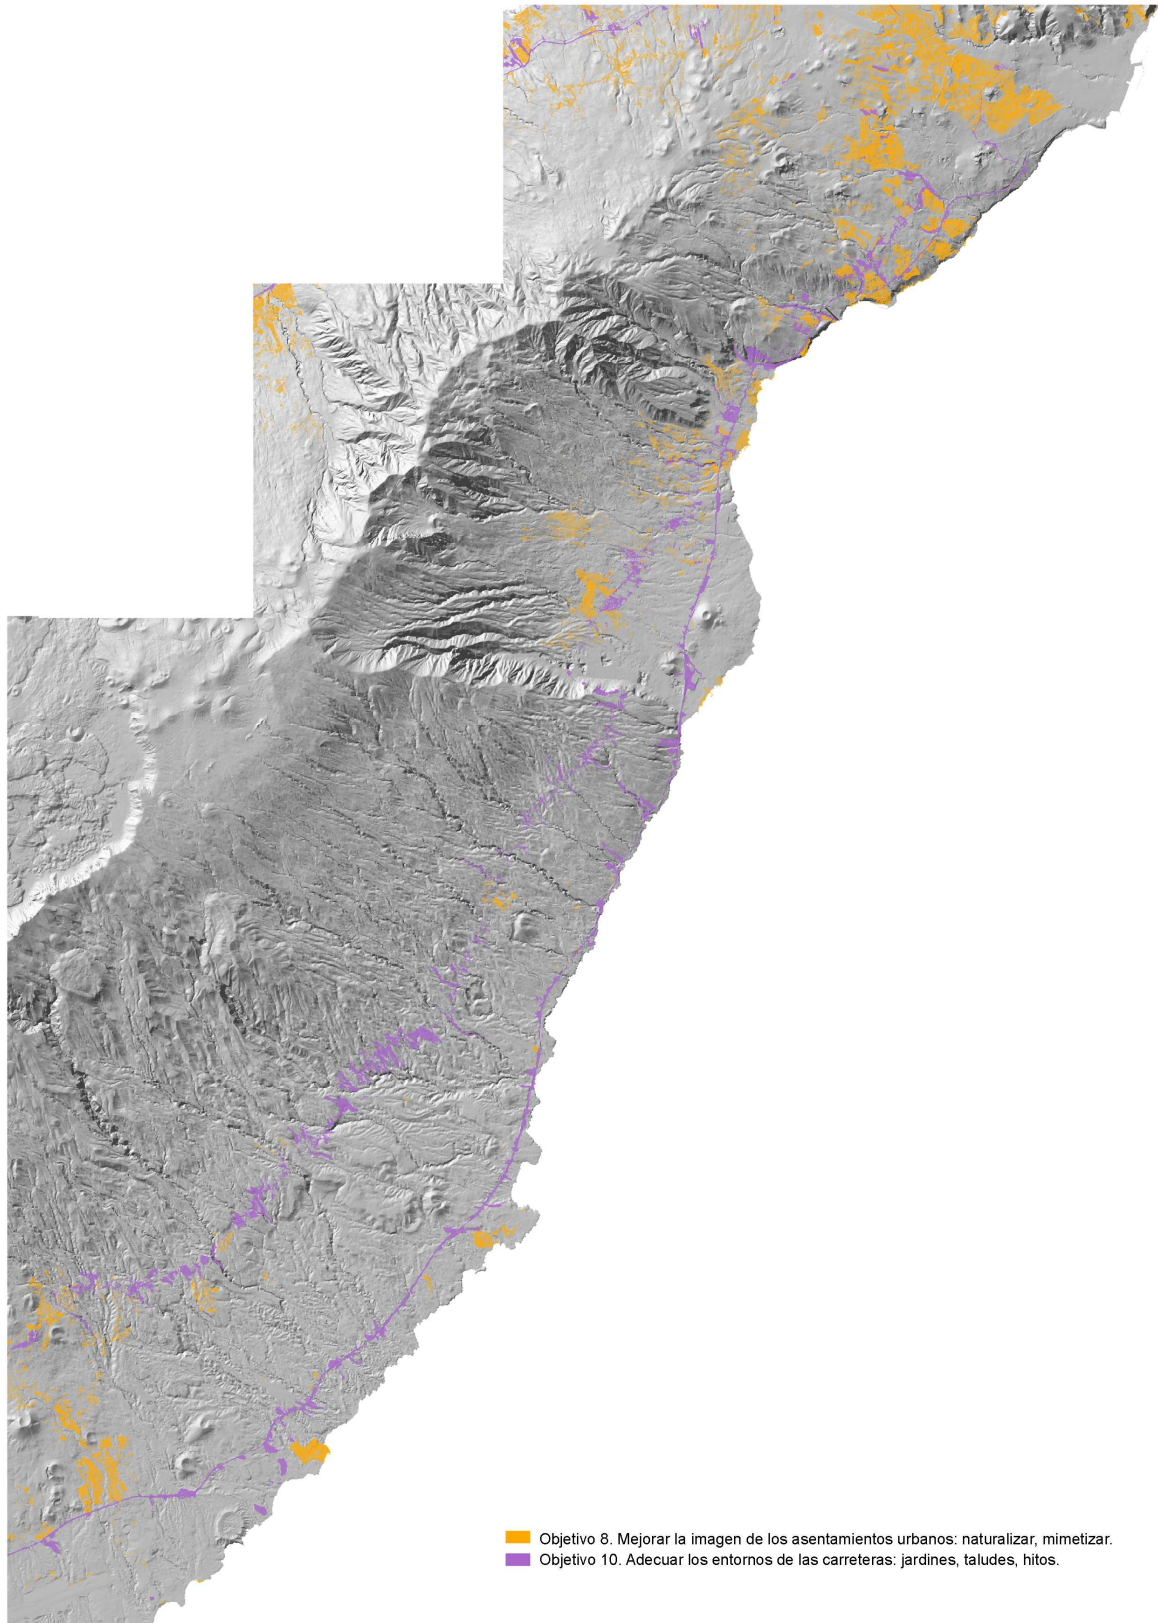 Objetivo 8. Mejorar la imagen de los asentamientos urbanos: naturalizar, mimetizar.
Objetivo 10. Adecuar los entornos de las carreteras: jardines, taludes, hitos.